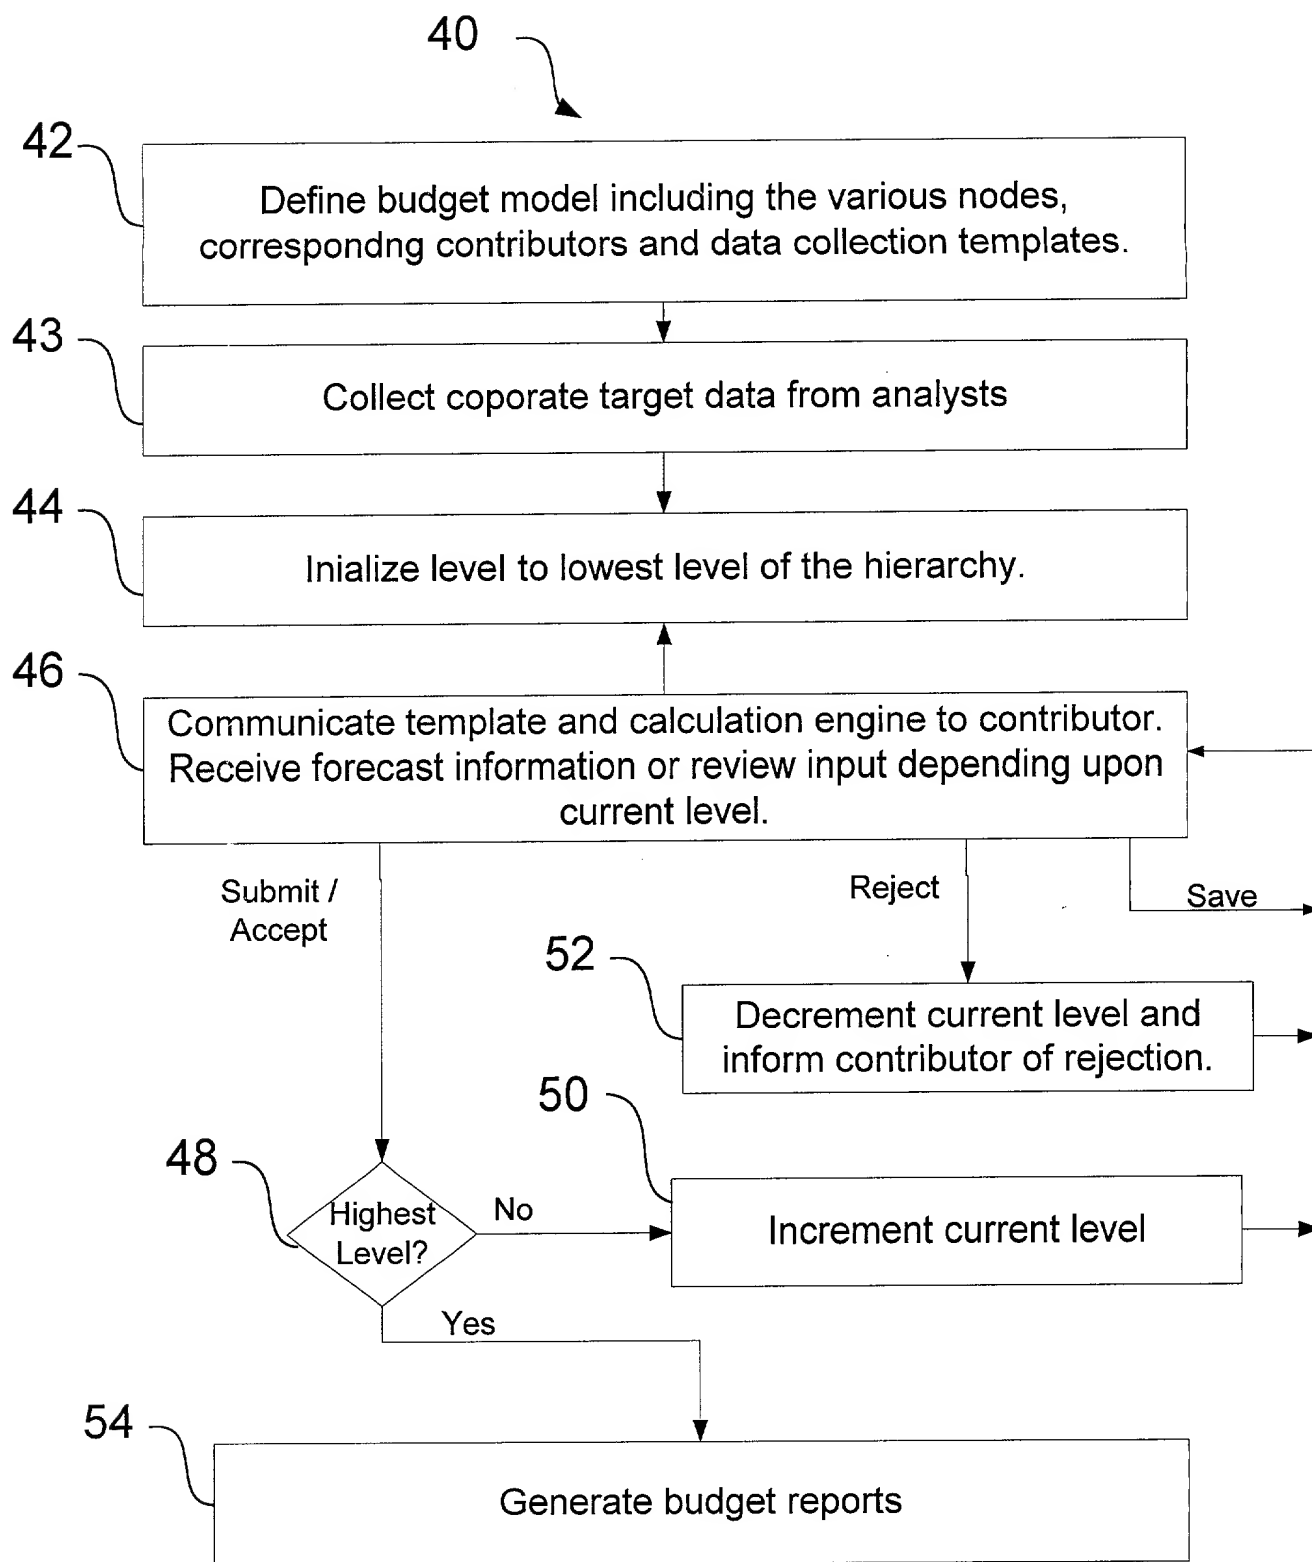 40
42
Define budget model including the various nodes,
correspondng contributors and data collection templates.
43
Collect coporate target data from analysts
44
Inialize level to lowest level of the hierarchy.
46
Communicate template and calculation engine to contributor.
Receive forecast information or review input depending upon
current level.
Submit /
Accept
Reject
Save
52
Decrement current level and
inform contributor of rejection.
50
48
Highest
Level?
No
Increment current level
Yes
54
Generate budget reports